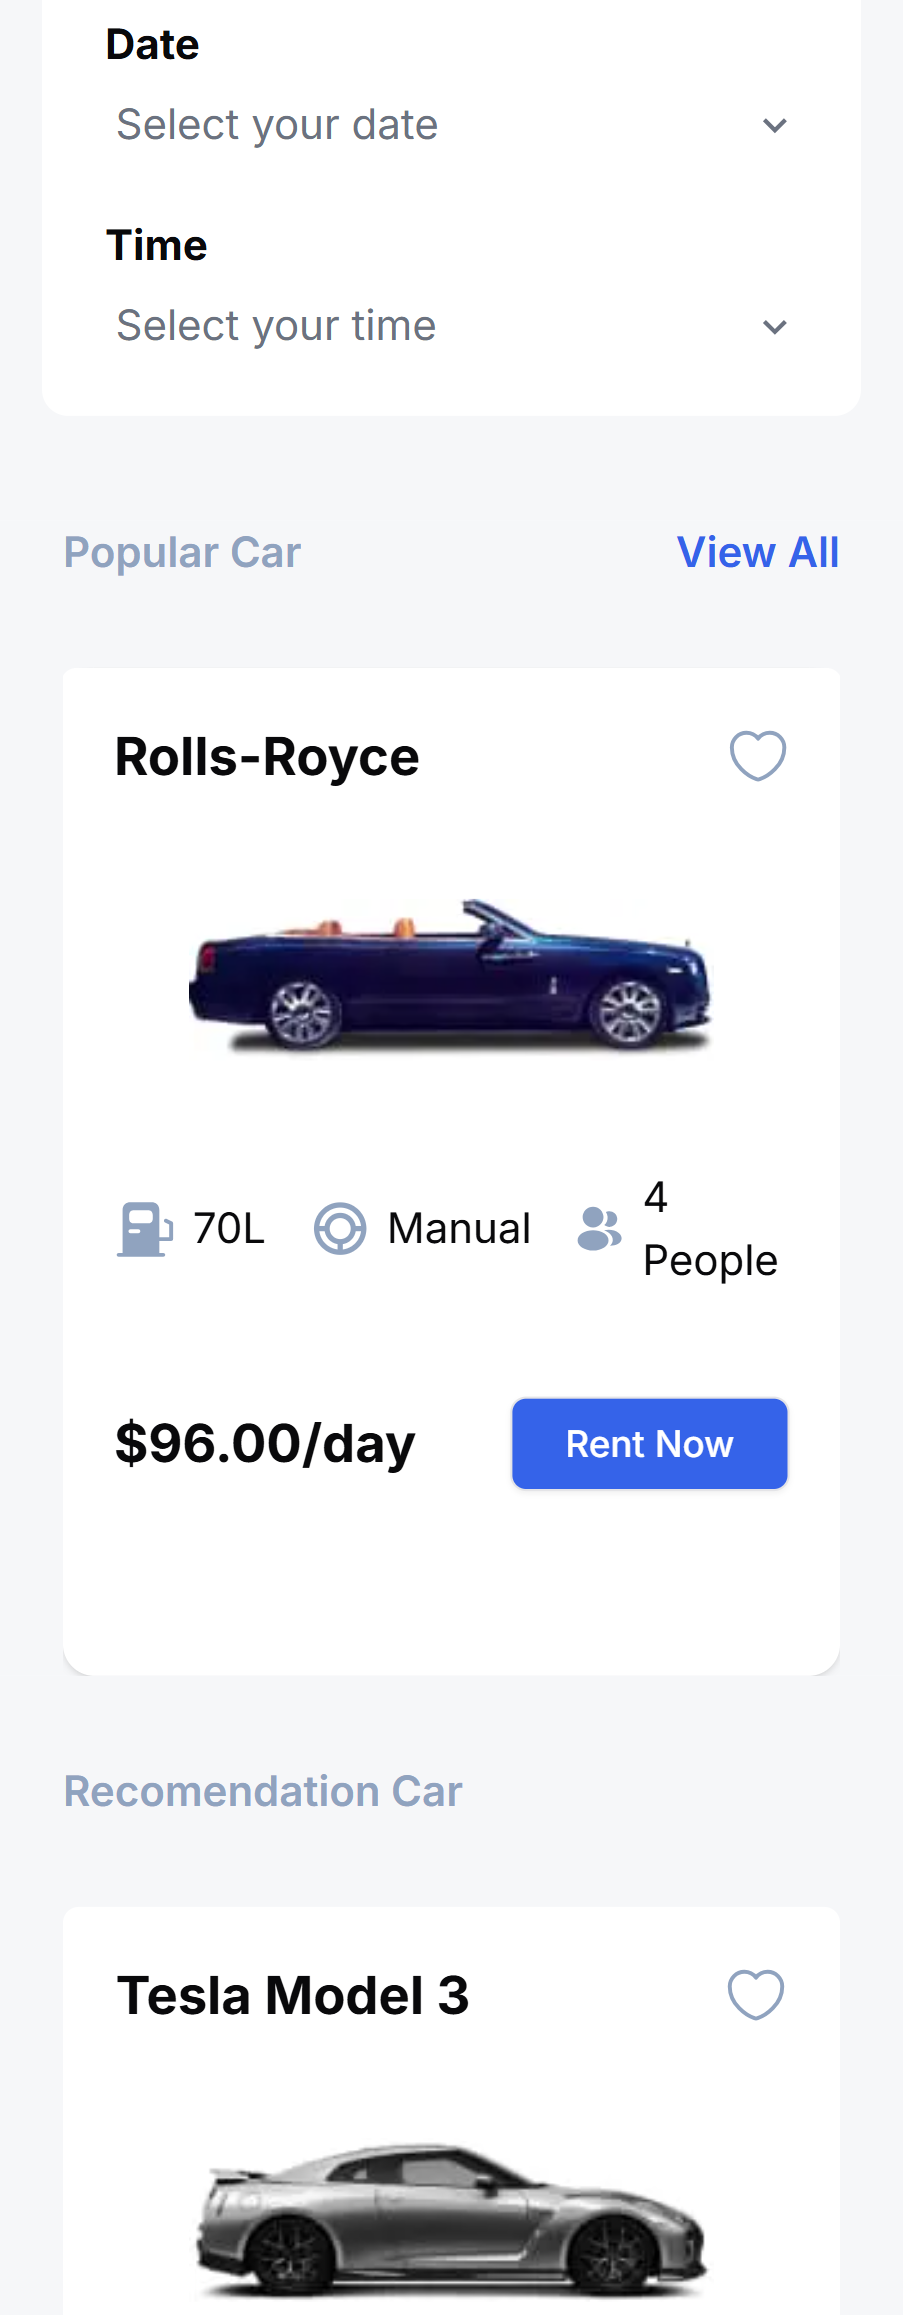 Date
Select your date
Time
Select your time
Popular Car
View All
Rolls-Royce
70L
Manual
4
People
$96.00/day
Rent Now
Recomendation Car
Tesla Model 3